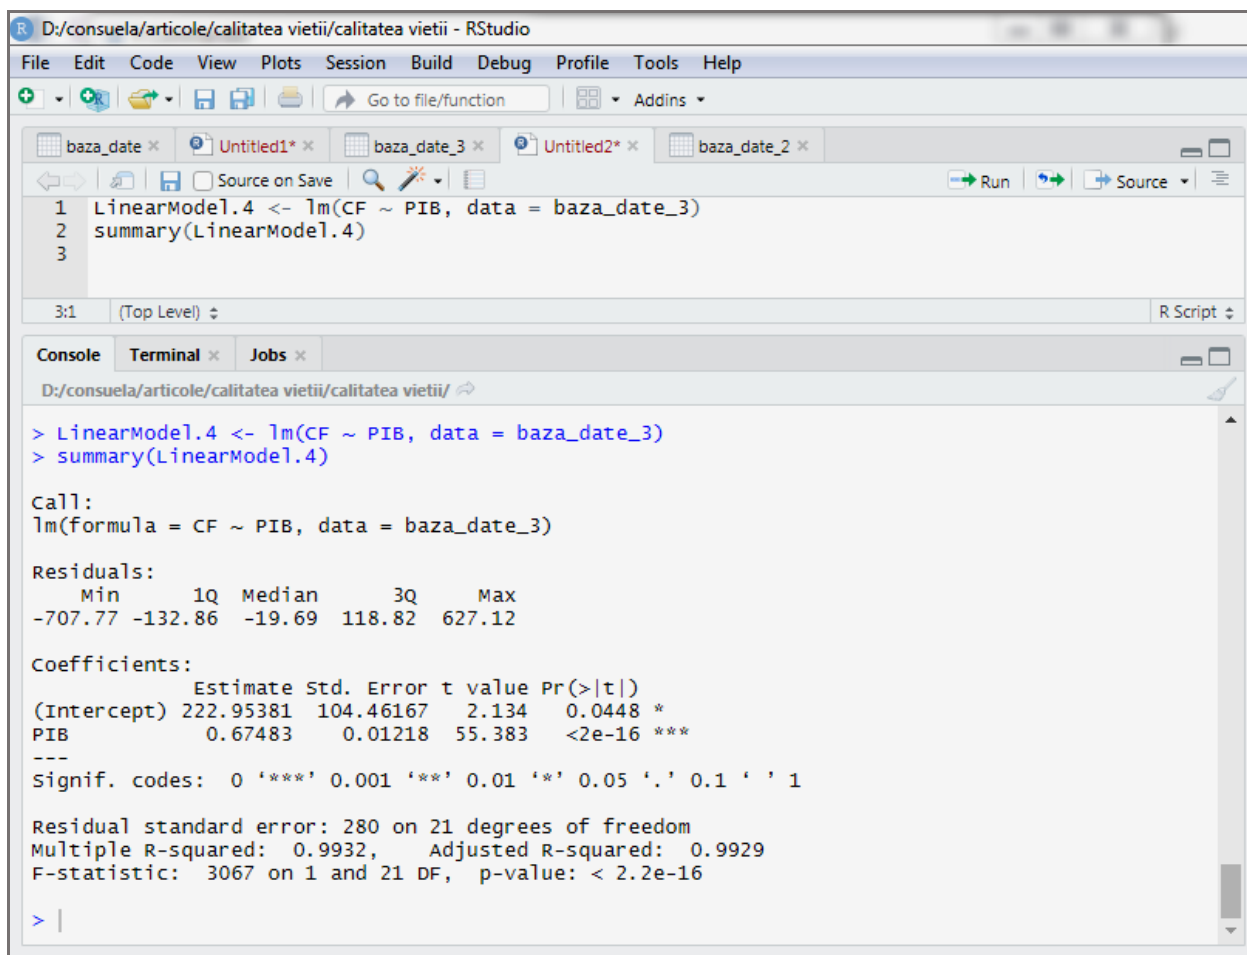 D:/consuela/articole/calitatea vietii/calitatea vietii - RStudio
File Edit Code View Plots Session Build Debug Profile Tools Help
Go to file/function Addins
baza_date Untitled1* baza_date_3 Untitled2* baza_date_2
Source on Save Run Source
1 LinearModel.4 <- lm(CF ~ PIB, data = baza_date_3)
2 summary(LinearModel.4)
3
3:1 (Top Level) R Script
Console Terminal Jobs
D:/consuela/articole/calitatea vietii/calitatea vietii/
> LinearModel.4 <- lm(CF ~ PIB, data = baza_date_3)
> summary(LinearModel.4)
Call:
lm(formula = CF ~ PIB, data = baza_date_3)
Residuals:
Min 1Q Median 3Q Max
-707.77 -132.86 -19.69 118.82 627.12
Coefficients:
Estimate Std. Error t value Pr(>|t|)
(Intercept) 222.95381 104.46167 2.134 0.0448 *
PIB 0.67483 0.01218 55.383 <2e-16 ***
---
Signif. codes: 0 ‘***’ 0.001 ‘**’ 0.01 ‘*’ 0.05 ‘.’ 0.1 ‘ ’ 1
Residual standard error: 280 on 21 degrees of freedom
Multiple R-squared: 0.9932, Adjusted R-squared: 0.9929
F-statistic: 3067 on 1 and 21 DF, p-value: < 2.2e-16
>